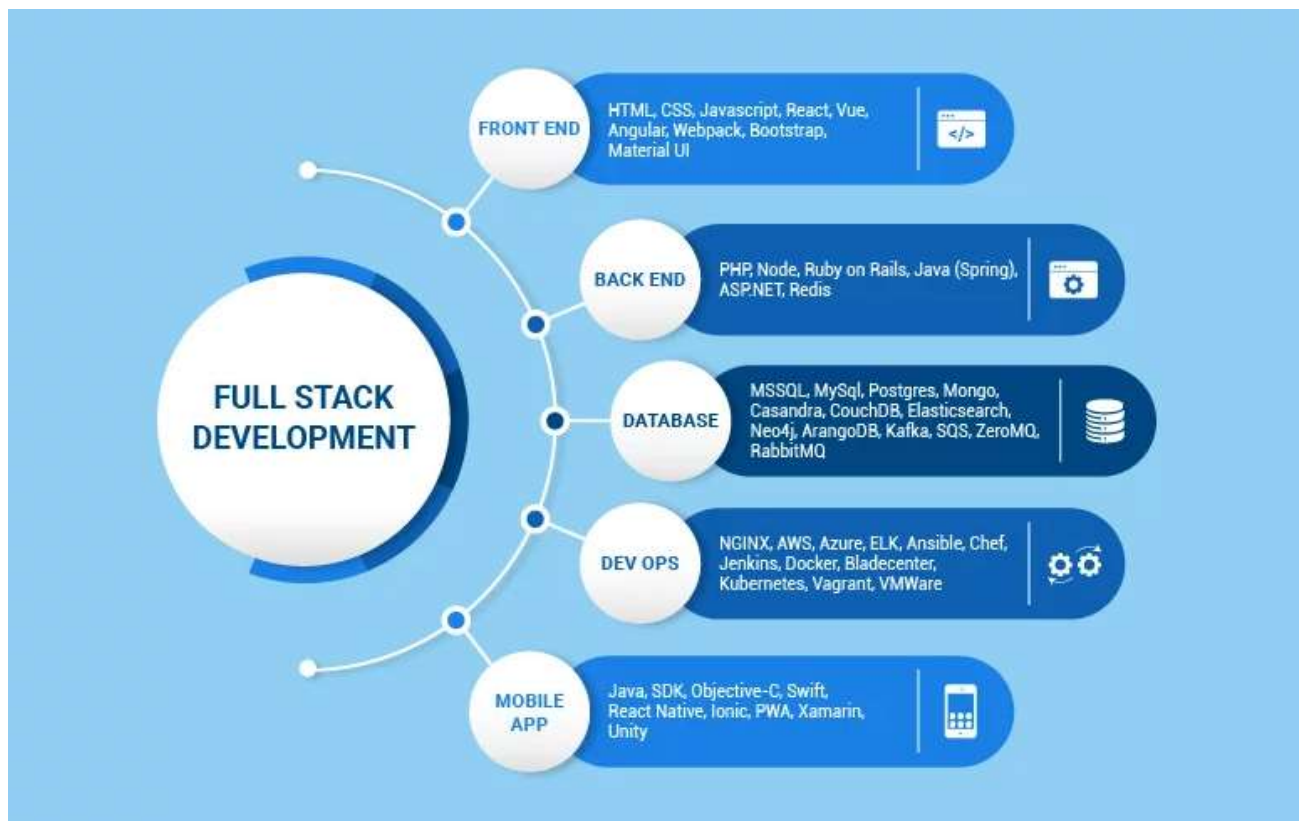 FULL STACK
DEVELOPMENT
FRONT END
HTML, CSS, Javascript, React, Vue,
Angular, Webpack, Bootstrap,
Material UI
</>
BACK END
PHP, Node, Ruby on Rails, Java (Spring),
ASP.NET, Redis
DATABASE
MSSQL, MySql, Postgres, Mongo,
Casandra, CouchDB, Elasticsearch,
Neo4j, ArangoDB, Kafka, SQS, ZeroMQ,
RabbitMQ
DEV OPS
NGINX, AWS, Azure, ELK, Ansible, Chef,
Jenkins, Docker, Bladecenter,
Kubernetes, Vagrant, VMWare
MOBILE
APP
Java, SDK, Objective-C, Swift,
React Native, Ionic, PWA, Xamarin,
Unity